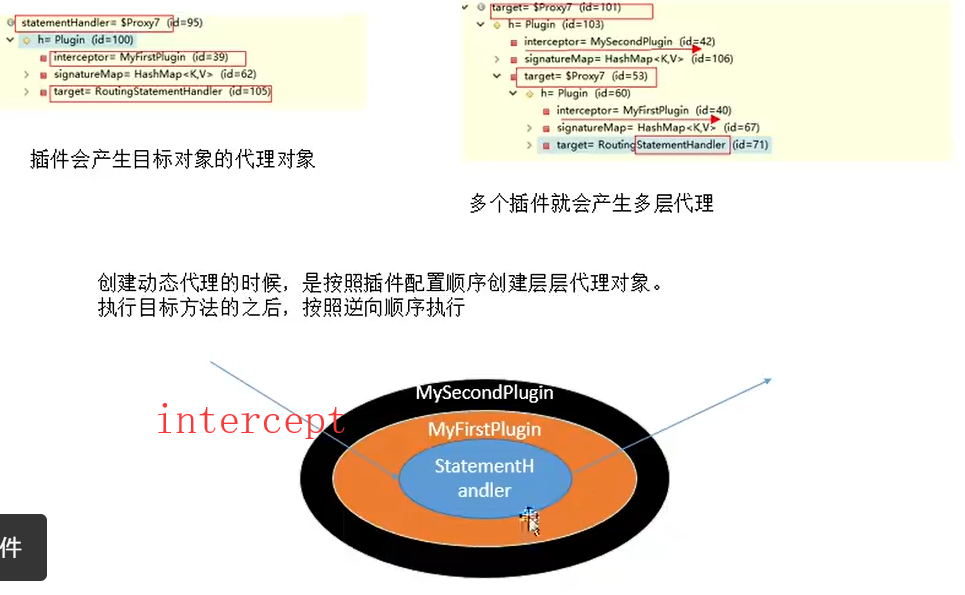 statementHandler= $Proxy7 (id=95)
h= Plugin (id=100)
interceptor= MyFirstPlugin (id=39)
signatureMap= HashMap<K,V> (id=62)
target= RoutingStatementHandler (id=105)
插件会产生目标对象的代理对象
target= $Proxy7 (id=101)
h= Plugin (id=103)
interceptor= MySecondPlugin (id=42)
signatureMap= HashMap<K,V> (id=106)
target= $Proxy7 (id=53)
h= Plugin (id=60)
interceptor= MyFirstPlugin (id=40)
signatureMap= HashMap<K,V> (id=67)
target= RoutingStatementHandler (id=71)
多个插件就会产生多层代理
创建动态代理的时候，是按照插件配置顺序创建层层代理对象。
执行目标方法的之后，按照逆向顺序执行
intercept
MySecondPlugin
MyFirstPlugin
StatementH
andler
件